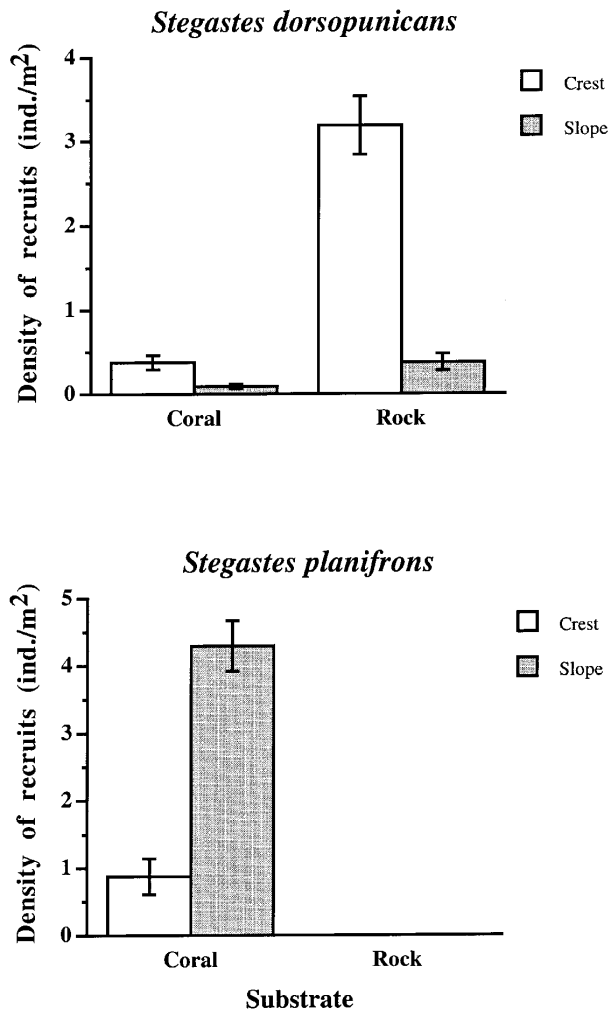 Stegastes dorsopunicans
Density of recruits (ind./m2)
4
3
2
1
0
Crest
Slope
Coral
Rock
Stegastes planifrons
Density of recruits (ind./m2)
5
4
3
2
1
0
Crest
Slope
Coral
Rock
Substrate